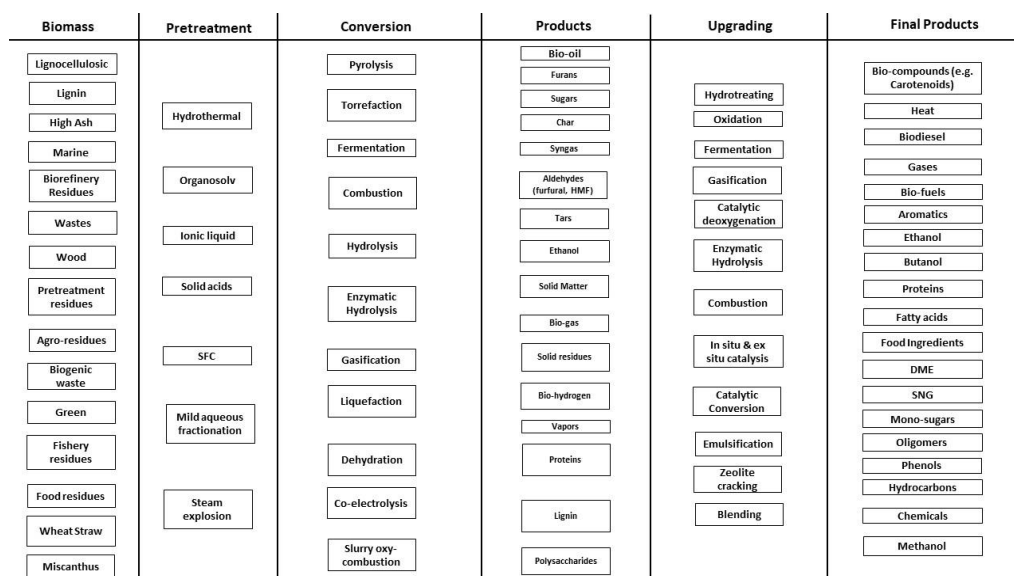 Biomass
Pretreatment
Conversion
Products
Upgrading
Final Products
Lignocellulosic
Lignin
High Ash
Marine
Biorefinery
Residues
Wastes
Wood
Pretreatment
residues
Agro-residues
Biogenic
waste
Green
Fishery
residues
Food residues
Wheat Straw
Miscanthus
Hydrothermal
Organosolv
Ionic liquid
Solid acids
SFC
Mild aqueous
fractionation
Steam
explosion
Pyrolysis
Torrefaction
Fermentation
Combustion
Hydrolysis
Enzymatic
Hydrolysis
Gasification
Liquefaction
Dehydration
Co-electrolysis
Slurry oxy-
combustion
Bio-oil
Furans
Sugars
Char
Syngas
Aldehydes
(furfural, HMF)
Tars
Ethanol
Solid Matter
Bio-gas
Solid residues
Bio-hydrogen
Vapors
Proteins
Lignin
Polysaccharides
Hydrotreating
Oxidation
Fermentation
Gasification
Catalytic
deoxygenation
Enzymatic
Hydrolysis
Combustion
In situ & ex
situ catalysis
Catalytic
Conversion
Emulsification
Zeolite
cracking
Blending
Bio-compounds (e.g.
Carotenoids)
Heat
Biodiesel
Gases
Bio-fuels
Aromatics
Ethanol
Butanol
Proteins
Fatty acids
Food Ingredients
DME
SNG
Mono-sugars
Oligomers
Phenols
Hydrocarbons
Chemicals
Methanol